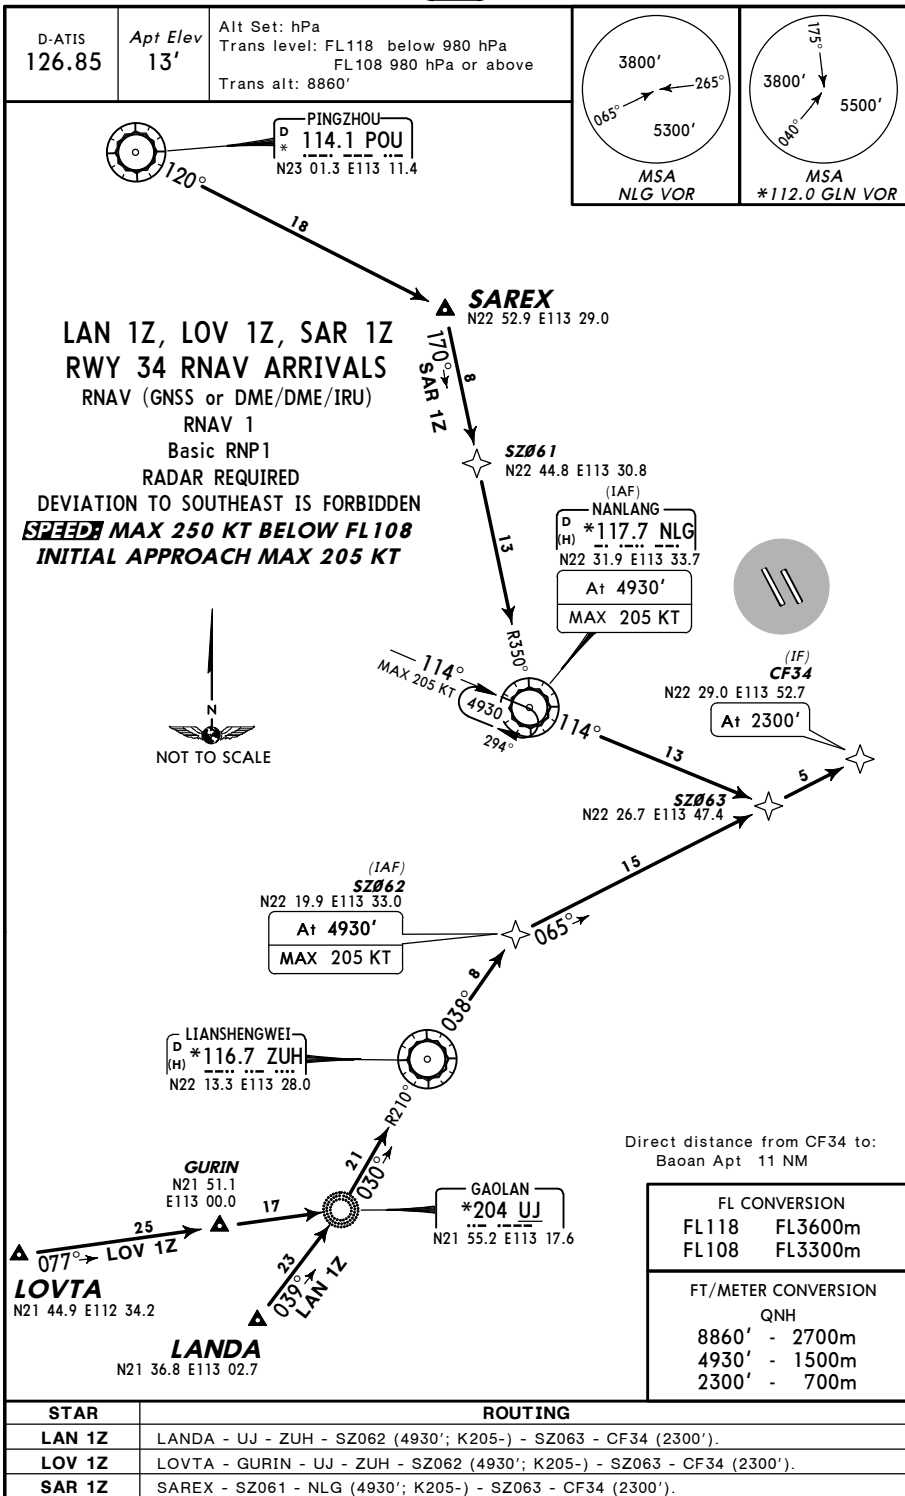 D-ATIS
126.85
Apt Elev
13'
Alt Set: hPa
Trans level: FL118 below 980 hPa
FL108 980 hPa or above
Trans alt: 8860'
3800'
265°
065°
5300'
MSA
NLG VOR
175°
3800'
5500'
040°
MSA
*112.0 GLN VOR
PINGZHOU
D
* 114.1 POU
N23 01.3 E113 11.4
120°
18
SAREX
N22 52.9 E113 29.0
LAN 1Z, LOV 1Z, SAR 1Z
RWY 34 RNAV ARRIVALS
RNAV (GNSS or DME/DME/IRU)
RNAV 1
Basic RNP1
RADAR REQUIRED
DEVIATION TO SOUTHEAST IS FORBIDDEN
SPEED: MAX 250 KT BELOW FL108
INITIAL APPROACH MAX 205 KT
170°
SAR 1Z
8
SZØ61
N22 44.8 E113 30.8
13
(IAF)
NANLANG
D
(H) *117.7 NLG
N22 31.9 E113 33.7
At 4930'
MAX 205 KT
R350°
114°
MAX 205 KT
4930
294°
114°
13
N
NOT TO SCALE
(IF)
CF34
N22 29.0 E113 52.7
At 2300'
5
SZØ63
N22 26.7 E113 47.4
15
(IAF)
SZØ62
N22 19.9 E113 33.0
At 4930'
MAX 205 KT
065°
8
038°
LIANSHENGWEI
D
(H) *116.7 ZUH
N22 13.3 E113 28.0
R210°
21
030°
Direct distance from CF34 to:
Baoan Apt 11 NM
GURIN
N21 51.1
E113 00.0
17
GAOLAN
*204 UJ
N21 55.2 E113 17.6
25
077° LOV 1Z
LOVTA
N21 44.9 E112 34.2
23
039°
LAN 1Z
LANDA
N21 36.8 E113 02.7
FL CONVERSION
FL118 FL3600m
FL108 FL3300m
FT/METER CONVERSION
QNH
8860' - 2700m
4930' - 1500m
2300' - 700m
STAR ROUTING
LAN 1Z LANDA - UJ - ZUH - SZ062 (4930'; K205-) - SZ063 - CF34 (2300').
LOV 1Z LOVTA - GURIN - UJ - ZUH - SZ062 (4930'; K205-) - SZ063 - CF34 (2300').
SAR 1Z SAREX - SZ061 - NLG (4930'; K205-) - SZ063 - CF34 (2300').